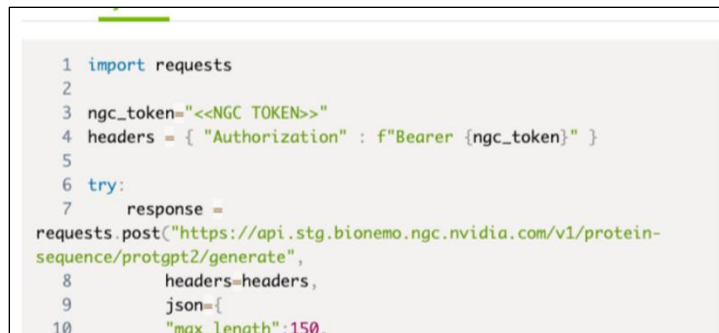 1 import requests
2
3 ngc_token="<<NGC TOKEN>>"
4 headers = { "Authorization" : f"Bearer {ngc_token}" }
5
6 try:
7     response =
requests.post("https://api.stg.bionemo.ngc.nvidia.com/v1/protein-
sequence/protgpt2/generate",
8         headers=headers,
9         json={
10         "max_length":150,